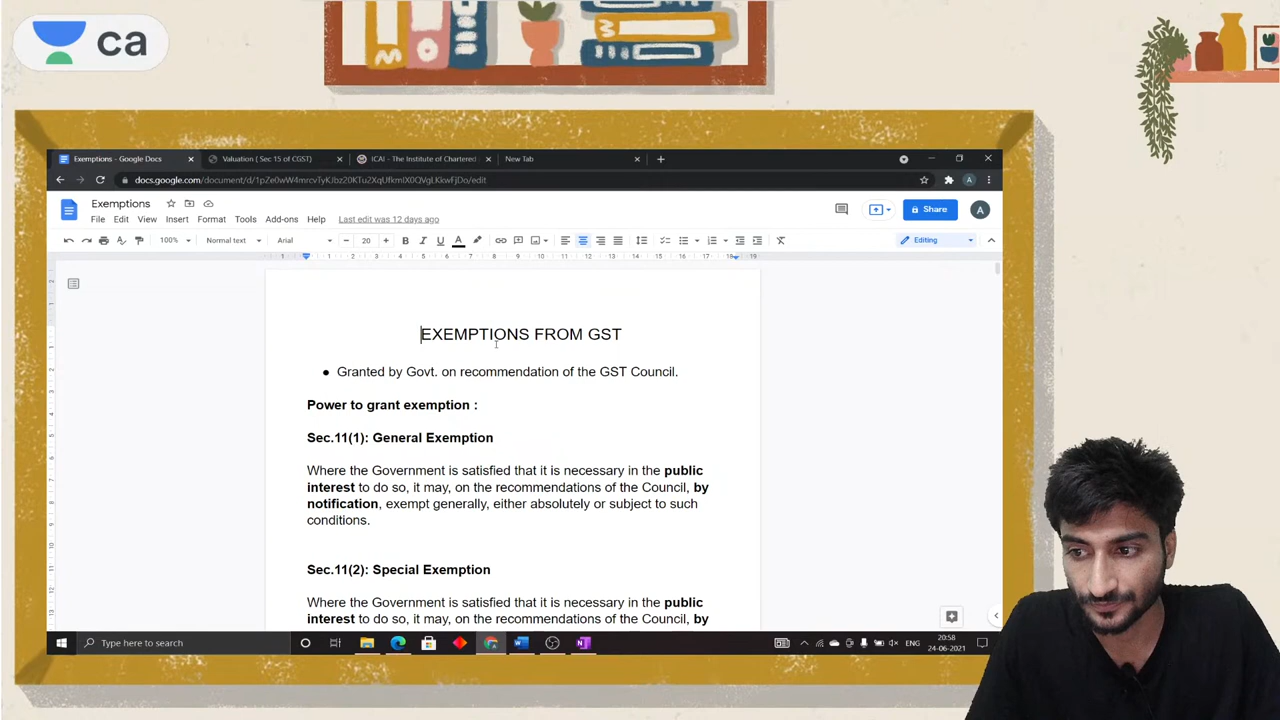 ca
Exemptions - Google Docs
Valuation ( Sec 15 of CGST)
ICAI - The Institute of Chartered
New Tab
docs.google.com/document/d/
/edit
Exemptions
File Edit View Insert Format Tools Add-ons Help Last edit was 12 days ago
Share
A
100% Normal text Arial 20 Editing
EXEMPTIONS FROM GST
● Granted by Govt. on recommendation of the GST Council.
Power to grant exemption :
Sec.11(1): General Exemption
Where the Government is satisfied that it is necessary in the public
interest to do so, it may, on the recommendations of the Council, by
notification, exempt generally, either absolutely or subject to such
conditions.
Sec.11(2): Special Exemption
Where the Government is satisfied that it is necessary in the public
interest to do so, it may, on the recommendations of the Council, by
Type here to search
ENG
20:58
24-06-2021